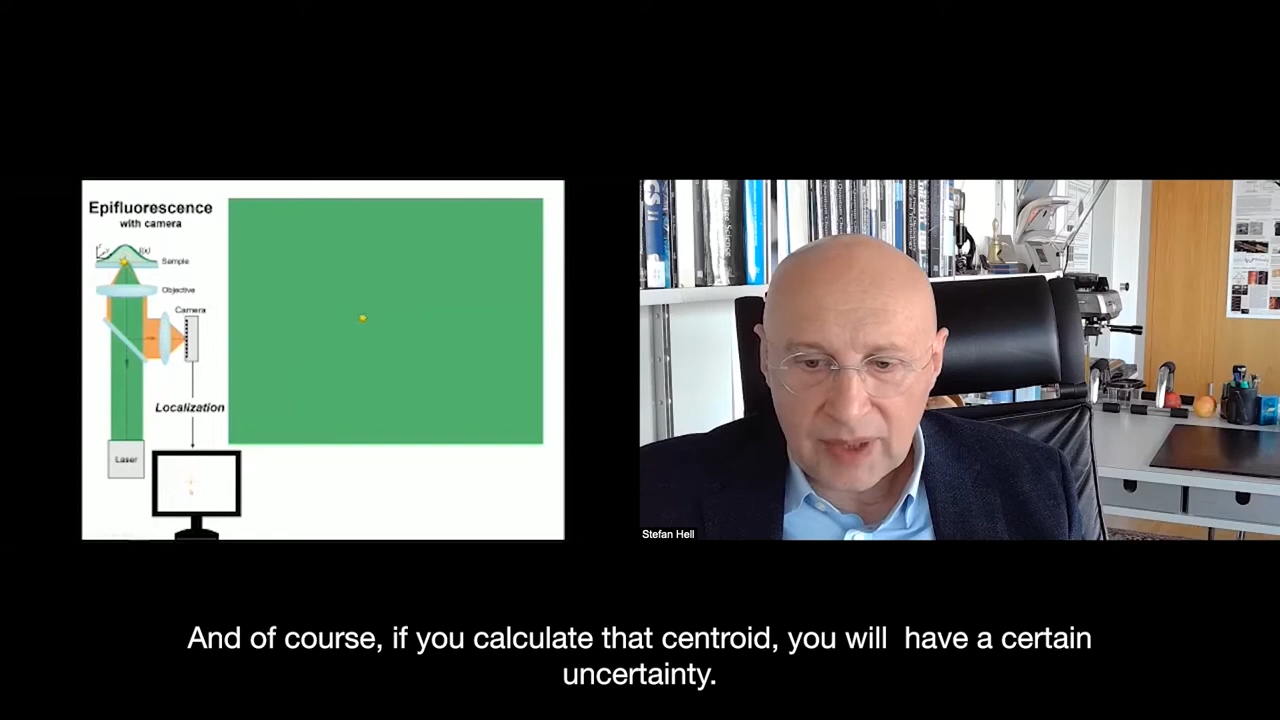 Epifluorescence
with camera
Sample
Objective
Camera
Localization
Laser
Stefan Hell
And of course, if you calculate that centroid, you will have a certain
uncertainty.